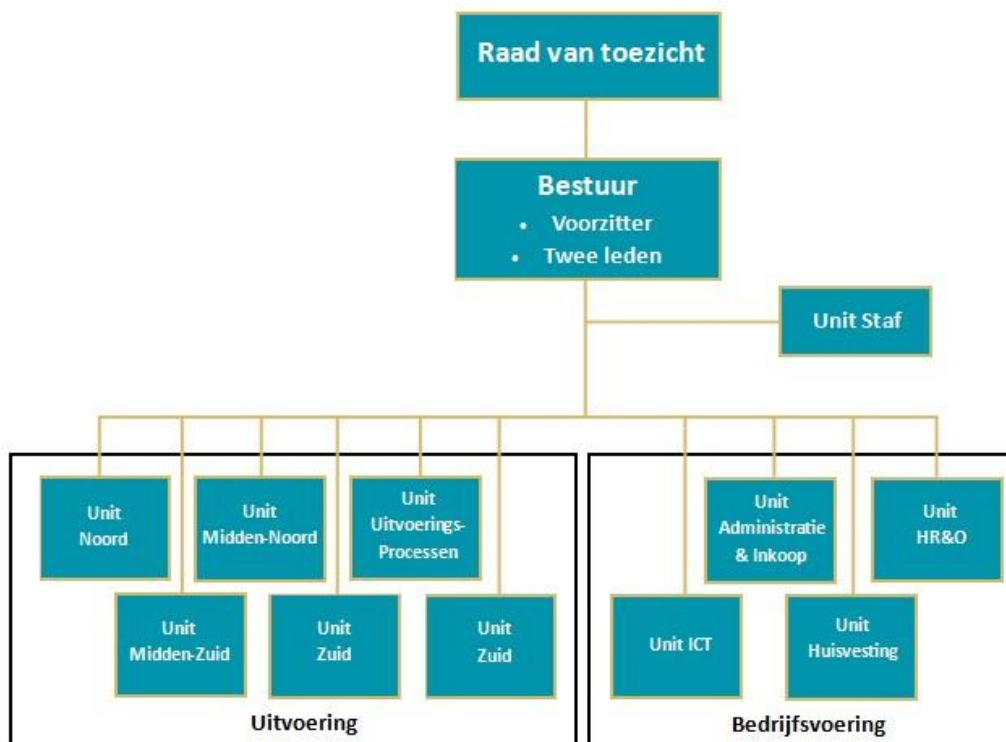 Raad van toezicht
Bestuur
• Voorzitter
• Twee leden
Unit Staf
Unit
Noord
Unit
Midden-Noord
Unit
Uitvoerings-
Processen
Unit
Midden-Zuid
Unit
Zuid
Unit
Zuid
Uitvoering
Unit
Administratie
& Inkoop
Unit
HR&O
Unit ICT
Unit
Huisvesting
Bedrijfsvoering